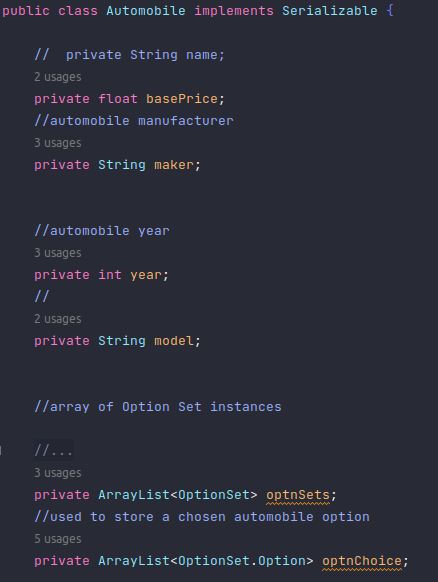 public class Automobile implements Serializable {
//  private String name;
2 usages
private float basePrice;
//automobile manufacturer
3 usages
private String maker;
//automobile year
3 usages
private int year;
//
2 usages
private String model;
//array of Option Set instances
//...
3 usages
private ArrayList<OptionSet> optnSets;
//used to store a chosen automobile option
5 usages
private ArrayList<OptionSet.Option> optnChoice;